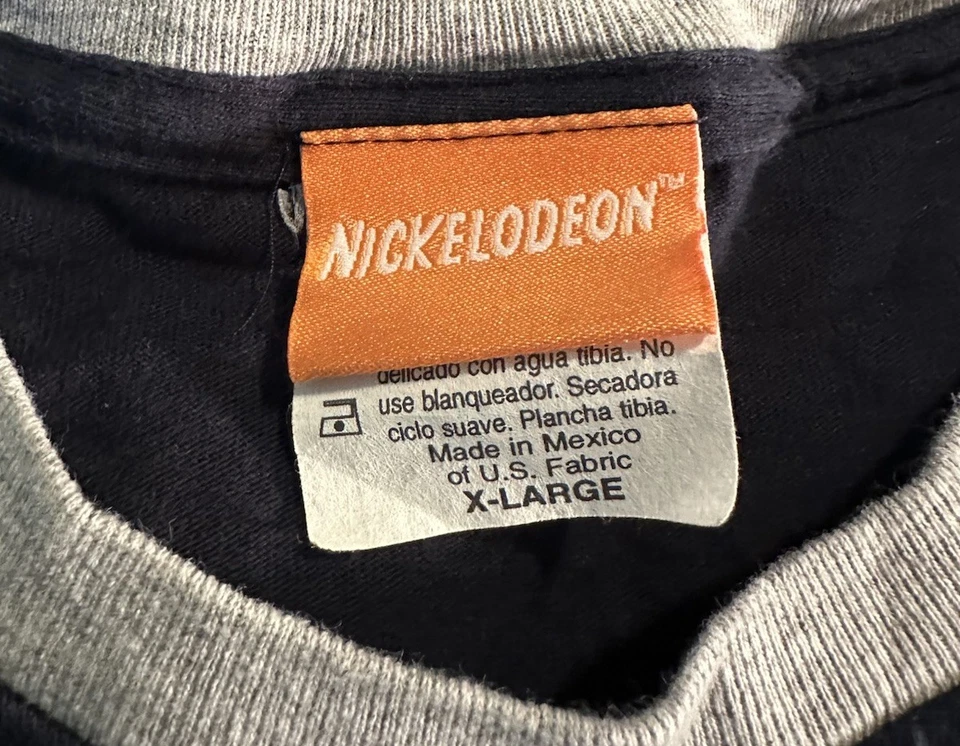 NICKELODEON™
delicado con agua tibia. No
use blanqueador. Secadora
ciclo suave. Plancha tibia.
Made in Mexico
of U.S. Fabric
X-LARGE